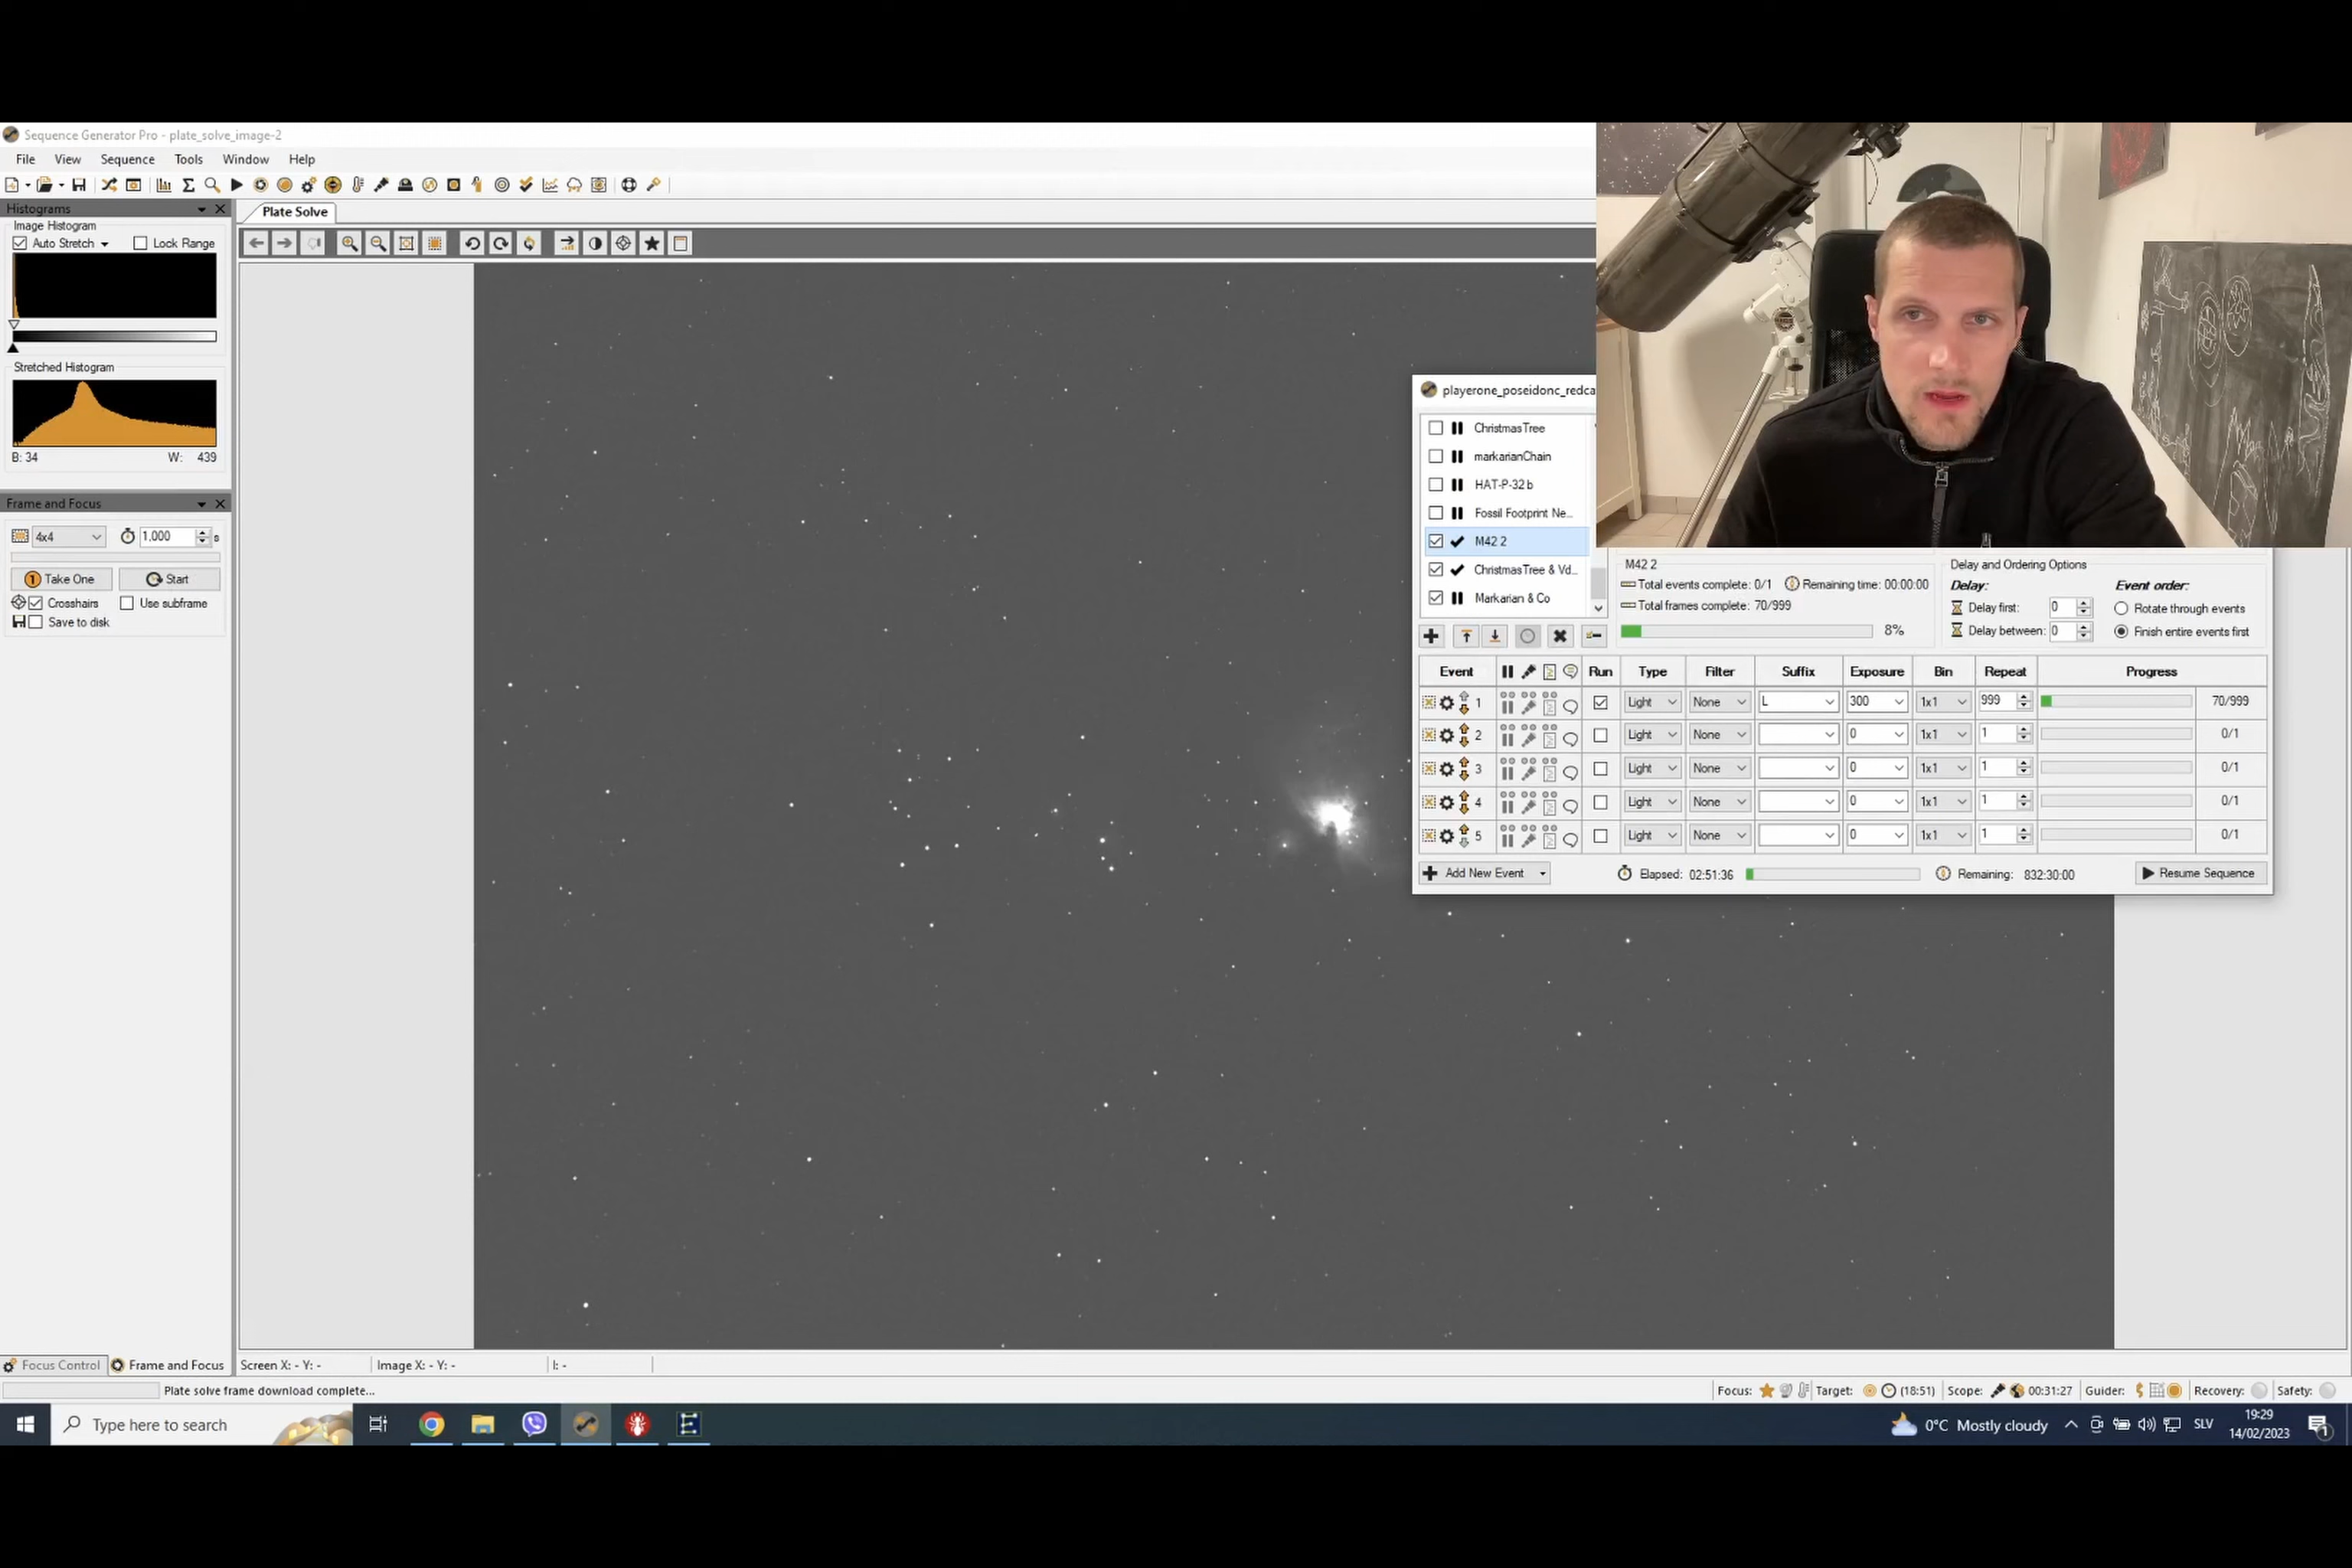 Sequence Generator Pro - plate_solve_image-2
File View Sequence Tools Window Help
Histograms
Image Histogram
Auto Stretch Lock Range
Stretched Histogram
B: 34 W: 439
Frame and Focus
4x4 1.000 s
1 Take One Start
Crosshairs Use subframe
Save to disk
Focus Control Frame and Focus
Plate Solve
playerone_poseidonc_redca
ChristmasTree
markarianChain
HAT-P-32 b
Fossil Footprint Ne...
M42 2
ChristmasTree & Vd...
Markarian & Co
M42 2
Total events complete: 0/1 Remaining time: 00:00:00
Total frames complete: 70/999
8%
Delay and Ordering Options
Delay: Event order:
Delay first: 0 Rotate through events
Delay between: 0 Finish entire events first
Event Run Type Filter Suffix Exposure Bin Repeat Progress
1 Light None L 300 1x1 999 70/999
2 Light None 0 1x1 1 0/1
3 Light None 0 1x1 1 0/1
4 Light None 0 1x1 1 0/1
5 Light None 0 1x1 1 0/1
Add New Event Elapsed: 02:51:36 Remaining: 832:30:00 Resume Sequence
Screen X: - Y: - Image X: - Y: - I: -
Plate solve frame download complete... Focus: Target: (18:51) Scope: 00:31:27 Guider: Recovery: Safety:
Type here to search 0°C Mostly cloudy SLV 19:29
14/02/2023
1